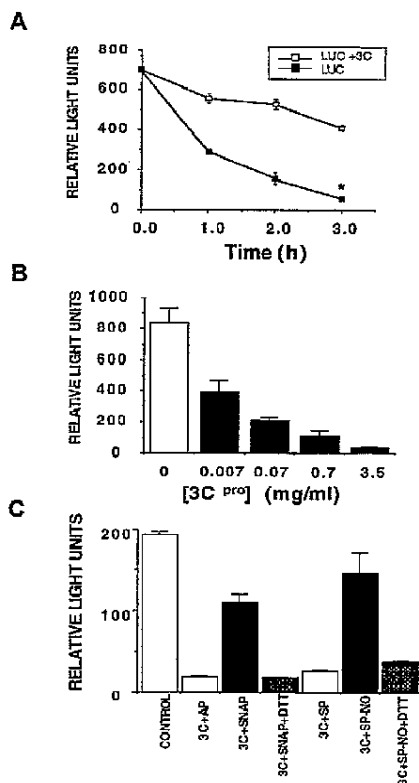 A
RELATIVE LIGHT UNITS
800
600
400
200
0
LUC +3C
LUC
*
0.0 1.0 2.0 3.0
Time (h)
B
RELATIVE LIGHT UNITS
1000
800
600
400
200
0
0 0.007 0.07 0.7 3.5
[3C pro] (mg/ml)
C
RELATIVE LIGHT UNITS
200
100
0
CONTROL
3C+AP
3C+SNAP
3C+SNAP+DTT
3C+SP
3C+SP-NO
3C+SP-NO+DTT